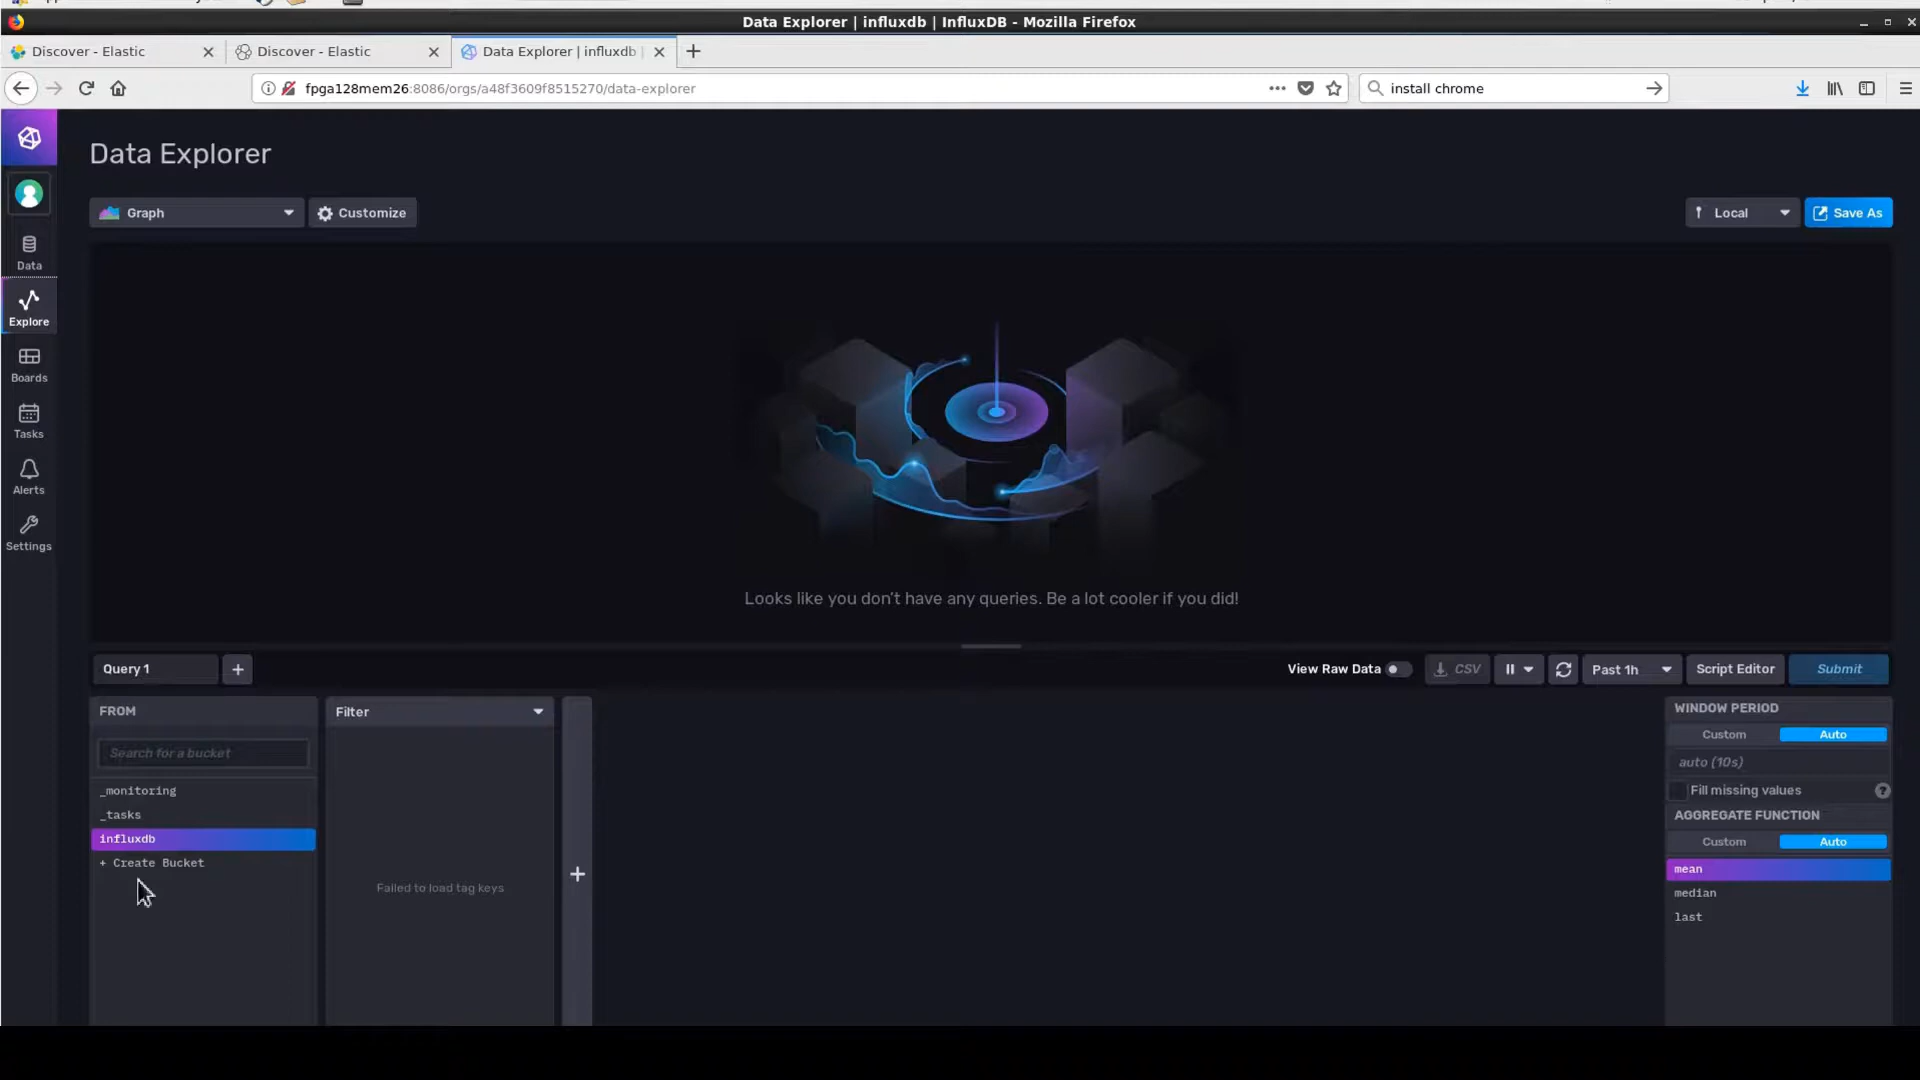 Data Explorer | influxdb | InfluxDB - Mozilla Firefox
Discover - Elastic
Discover - Elastic
Data Explorer | influxdb |
fpga128mem26:8086/orgs/a48f3609f8515270/data-explorer
install chrome
Data Explorer
Graph
Customize
Local
Save As
Data
Explore
Boards
Tasks
Alerts
Settings
Looks like you don't have any queries. Be a lot cooler if you did!
Query 1
View Raw Data
CSV
Past 1h
Script Editor
Submit
FROM
Search for a bucket
_monitoring
_tasks
influxdb
+ Create Bucket
Filter
Failed to load tag keys
WINDOW PERIOD
Custom
Auto
auto (10s)
Fill missing values
?
AGGREGATE FUNCTION
Custom
Auto
mean
median
last